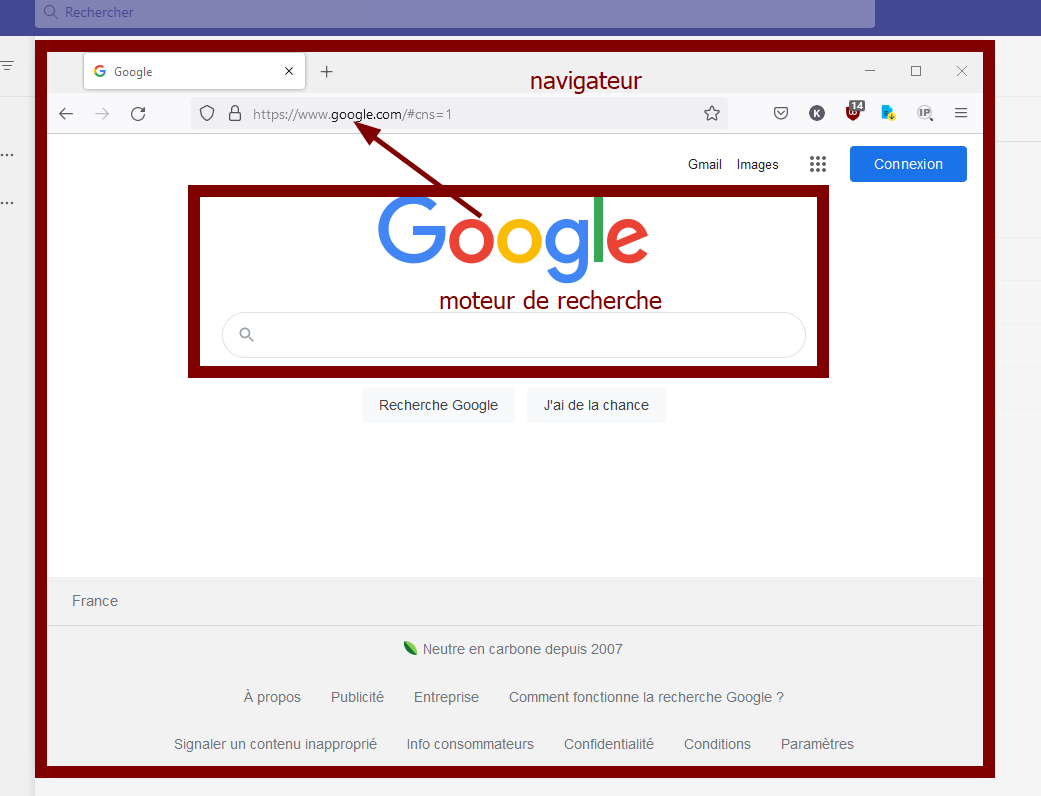 Rechercher
Google
navigateur
https://www.google.com/#cns=1
K
14
IP
Gmail Images Connexion
Google
moteur de recherche
Recherche Google J'ai de la chance
France
Neutre en carbone depuis 2007
À propos Publicité Entreprise Comment fonctionne la recherche Google ?
Signaler un contenu inapproprié Info consommateurs Confidentialité Conditions Paramètres